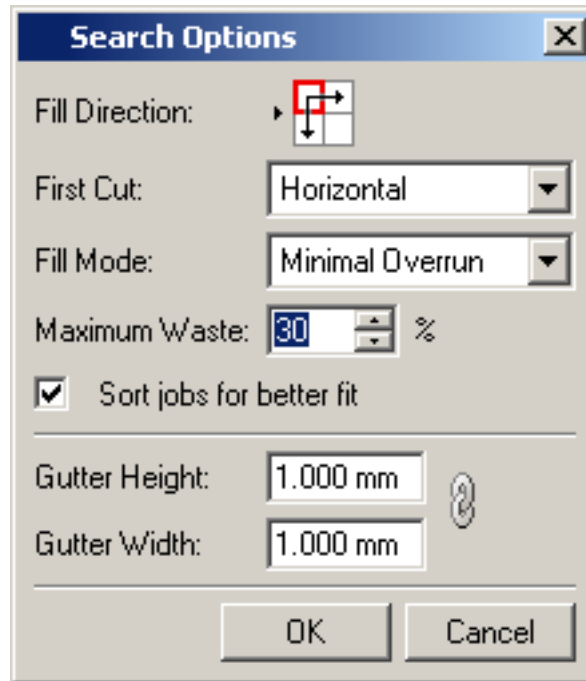 Search Options
Fill Direction:
First Cut: Horizontal
Fill Mode: Minimal Overrun
Maximum Waste: 30 %
Sort jobs for better fit
Gutter Height: 1.000 mm
Gutter Width: 1.000 mm
OK Cancel